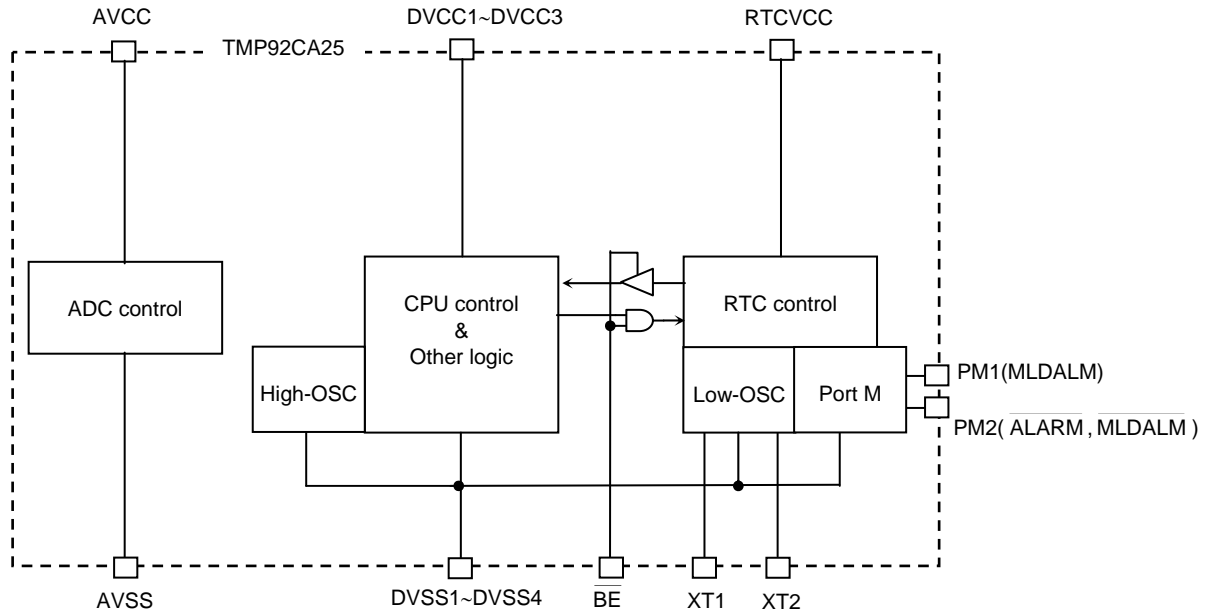 AVCC
DVCC1~DVCC3
RTCVCC
TMP92CA25
ADC control
CPU control
&
Other logic
RTC control
High-OSC
Low-OSC
Port M
PM1(MLDALM)
PM2( ALARM , MLDALM )
AVSS
DVSS1~DVSS4
BE
XT1
XT2